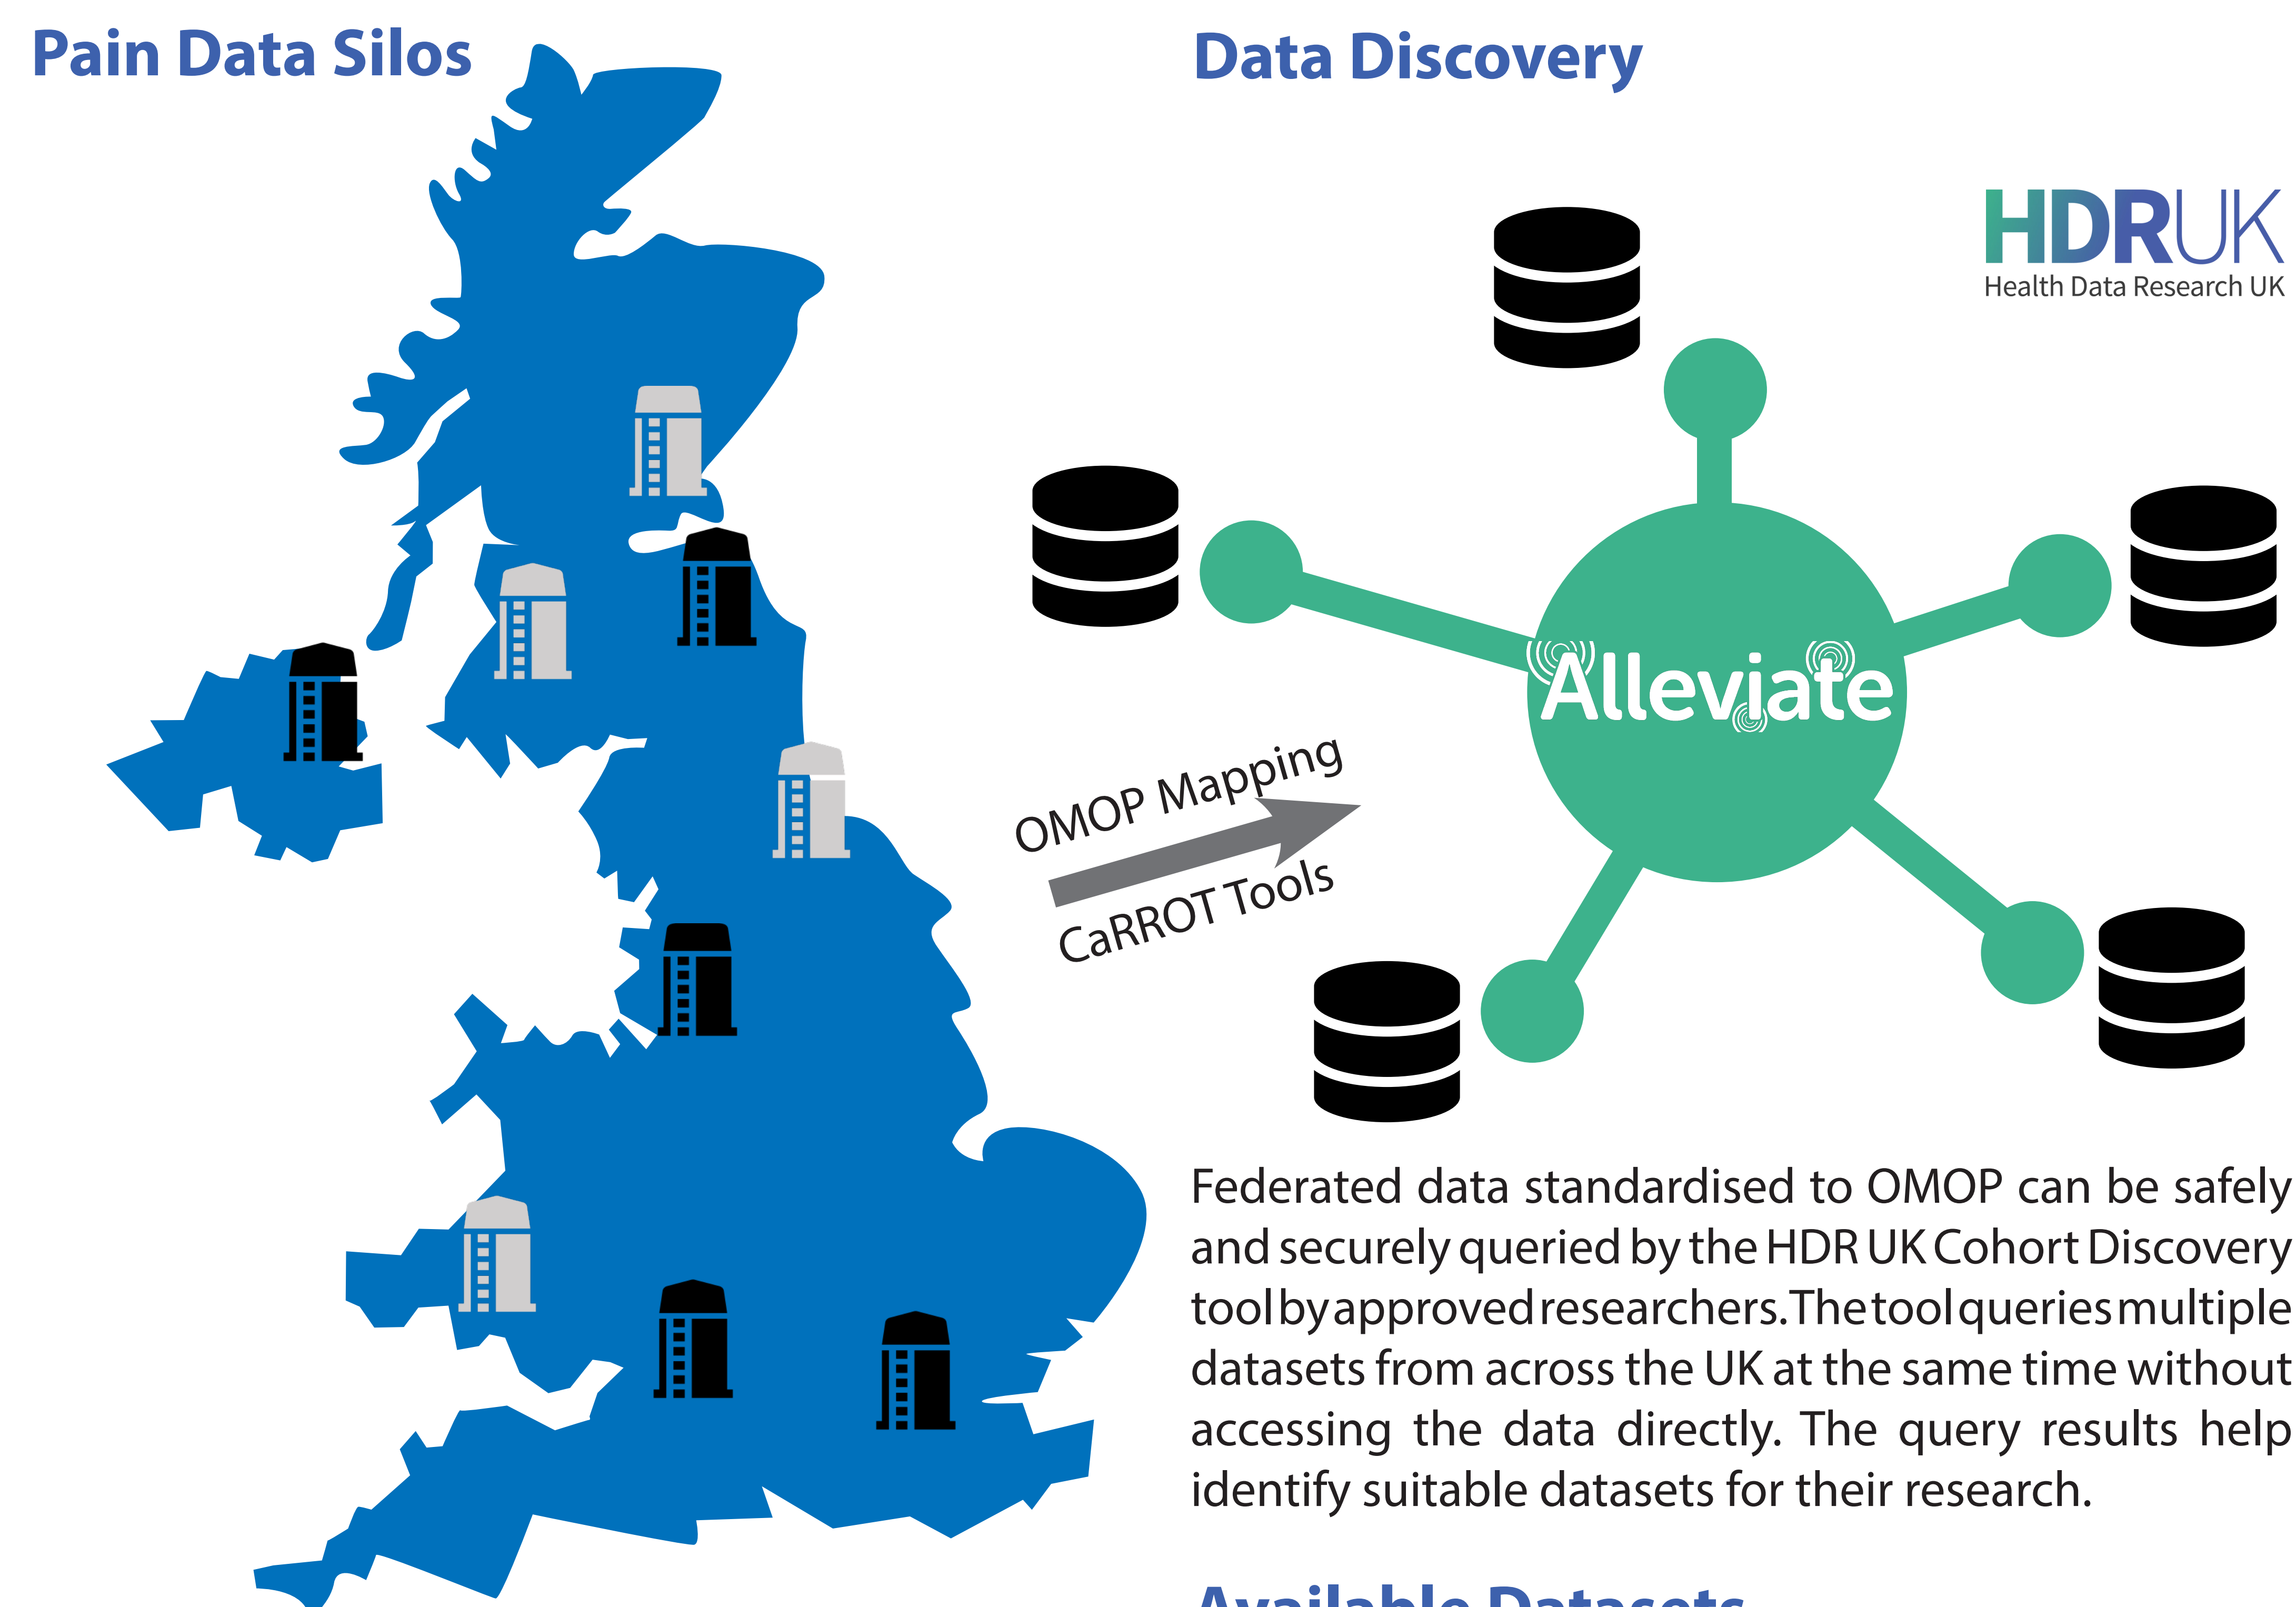 Pain Data Silos
Data Discovery
HDRUK
Health Data Research UK
Alleviate
OMOP Mapping
CaRROT Tools
Federated data standardised to OMOP can be safely
and securely queried by the HDR UK Cohort Discovery
tool by approved researchers. The tool queries multiple
datasets from across the UK at the same time without
accessing the data directly. The query results help
identify suitable datasets for their research.
Available Datasets